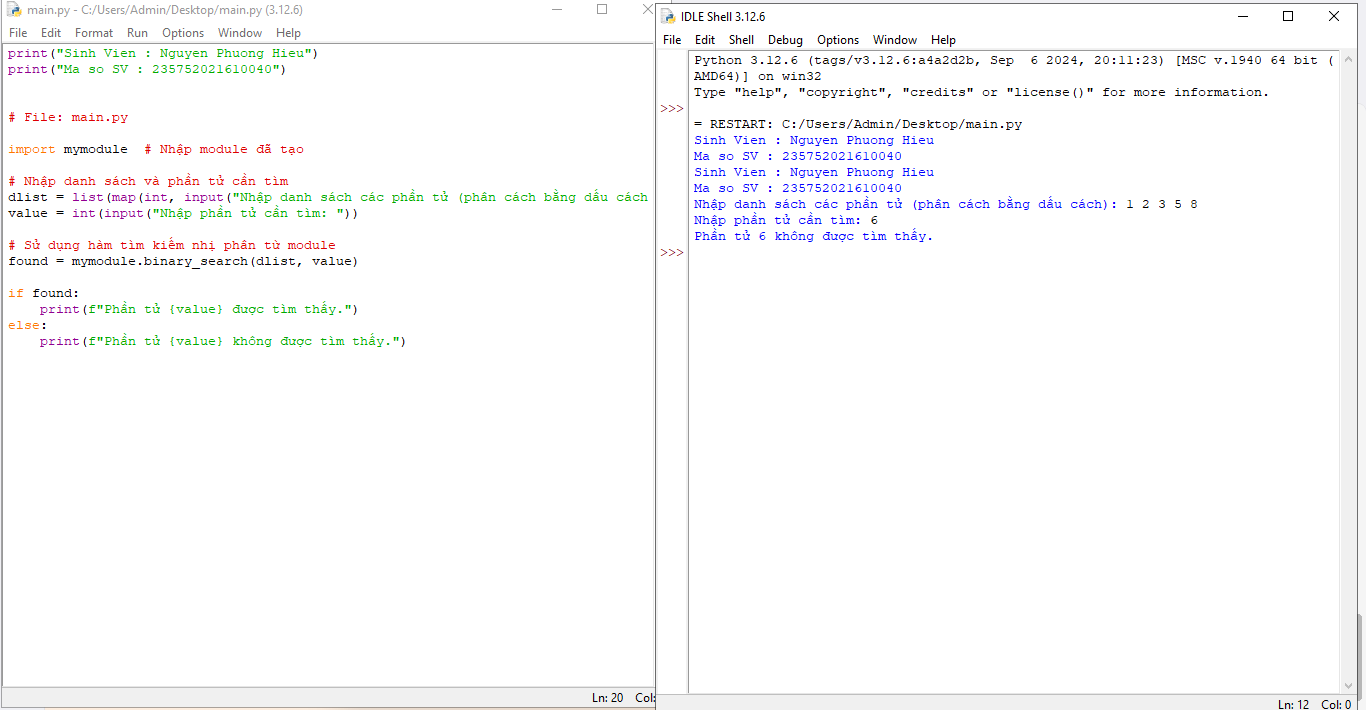 main.py - C:/Users/Admin/Desktop/main.py (3.12.6)
File Edit Format Run Options Window Help
print("Sinh Vien : Nguyen Phuong Hieu")
print("Ma so SV : 235752021610040")
# File: main.py
import mymodule # Nhập module đã tạo
# Nhập danh sách và phần tử cần tìm
dlist = list(map(int, input("Nhập danh sách các phần tử (phân cách bằng dấu cách
value = int(input("Nhập phần tử cần tìm: "))
# Sử dụng hàm tìm kiếm nhị phân từ module
found = mymodule.binary_search(dlist, value)
if found:
    print(f"Phần tử {value} được tìm thấy.")
else:
    print(f"Phần tử {value} không được tìm thấy.")
Ln: 20 Col:
IDLE Shell 3.12.6
File Edit Shell Debug Options Window Help
Python 3.12.6 (tags/v3.12.6:a4a2d2b, Sep  6 2024, 20:11:23) [MSC v.1940 64 bit (
AMD64)] on win32
Type "help", "copyright", "credits" or "license()" for more information.
>>>
= RESTART: C:/Users/Admin/Desktop/main.py
Sinh Vien : Nguyen Phuong Hieu
Ma so SV : 235752021610040
Sinh Vien : Nguyen Phuong Hieu
Ma so SV : 235752021610040
Nhập danh sách các phần tử (phân cách bằng dấu cách): 1 2 3 5 8
Nhập phần tử cần tìm: 6
Phần tử 6 không được tìm thấy.
>>>
Ln: 12 Col: 0